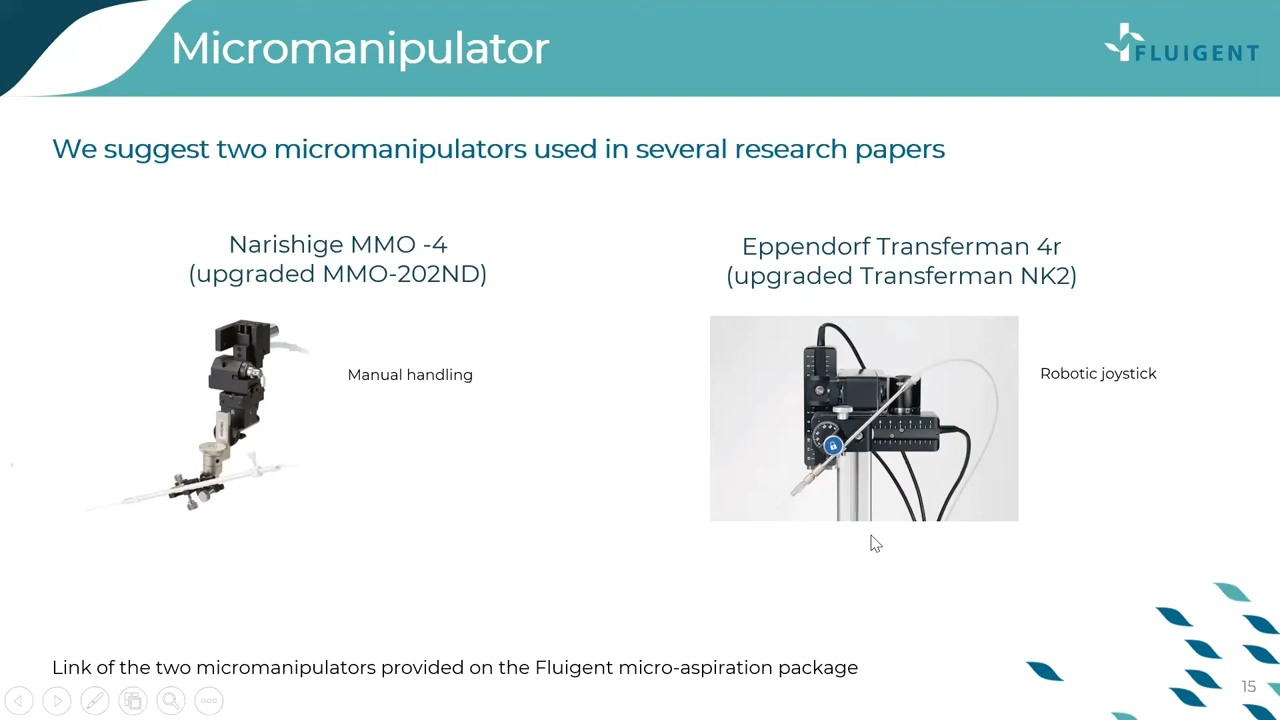 Micromanipulator
FLUIGENT
We suggest two micromanipulators used in several research papers
Narishige MMO -4
(upgraded MMO-202ND)
Eppendorf Transferman 4r
(upgraded Transferman NK2)
Manual handling
Robotic joystick
Link of the two micromanipulators provided on the Fluigent micro-aspiration package
15